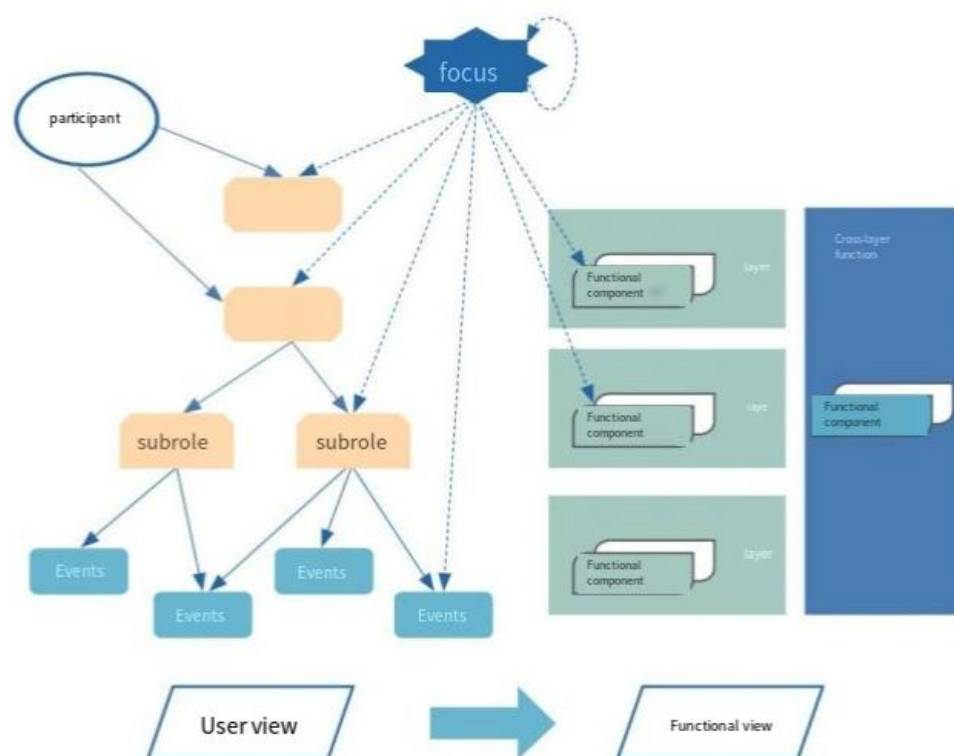 focus
participant
Cross-layer
function
layer
Functional
component
Functional
component
layer
Functional
component
subrole
subrole
Events
Events
Events
Events
layer
Functional
component
User view
Functional view